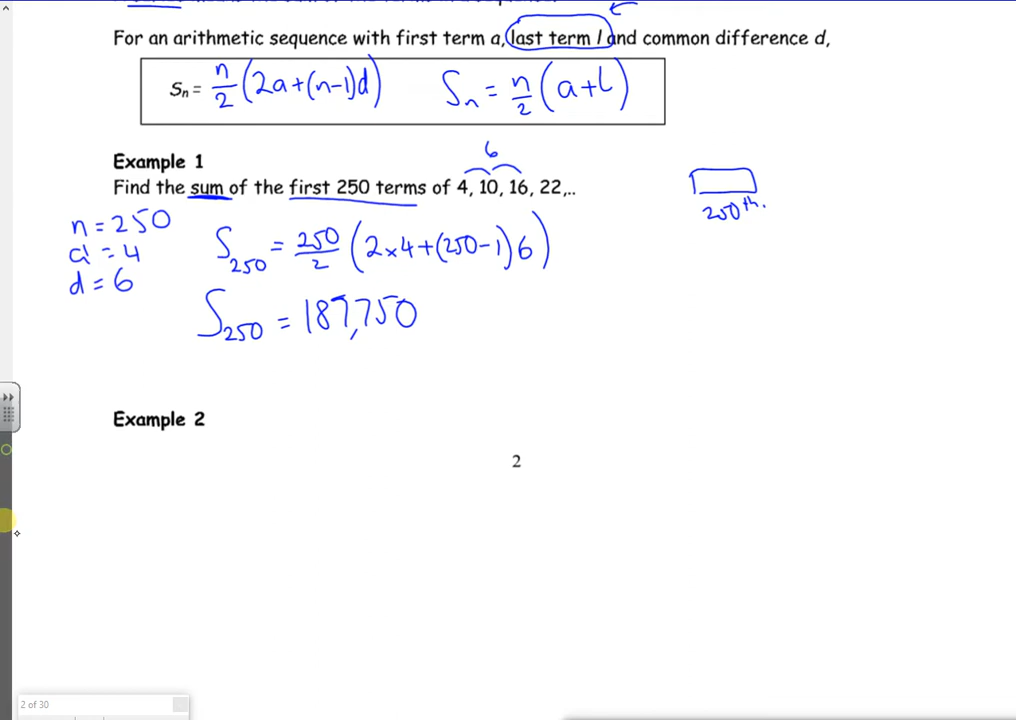 For an arithmetic sequence with first term a, last term l and common difference d,
Sn = n/2 (2a+(n-1)d) Sn = n/2 (a+l)
Example 1
6
Find the sum of the first 250 terms of 4, 10, 16, 22,..
250th.
n = 250
a = 4
d = 6
S250 = 250/2 (2×4+(250-1)6)
S250 = 187,750
Example 2
2
2 of 30